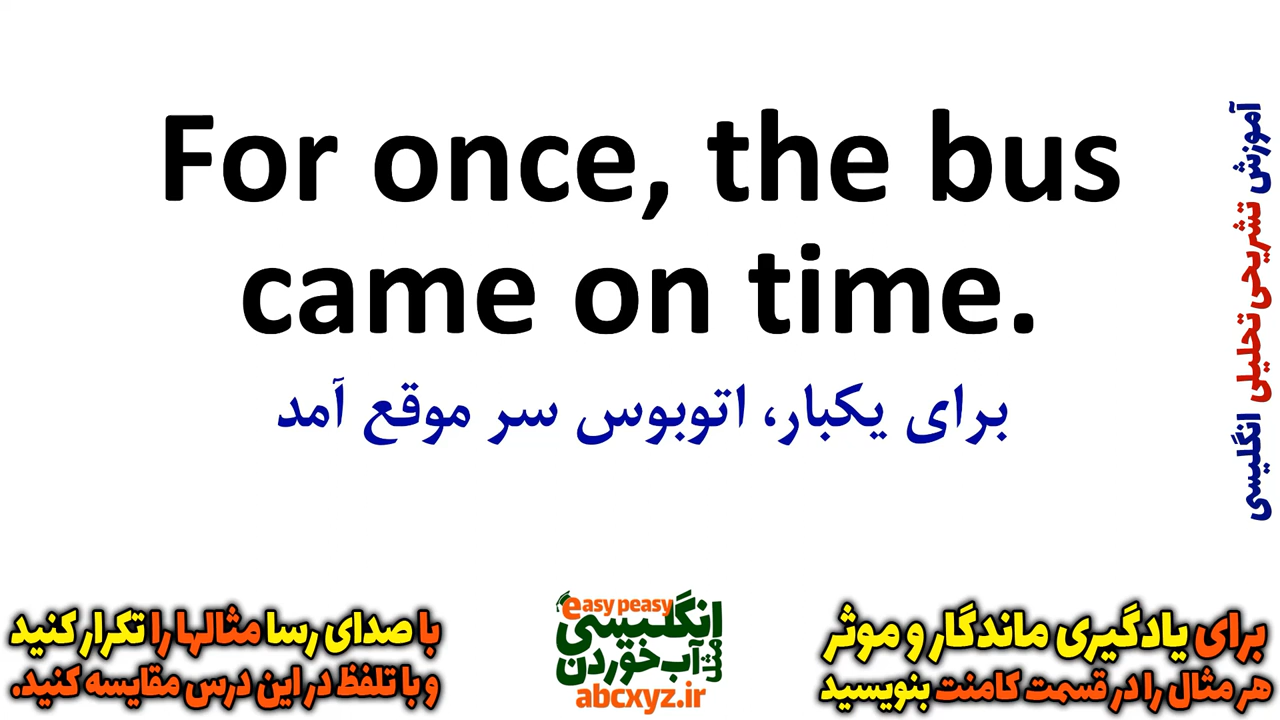 For once, the bus
came on time.
برای یکبار، اتوبوس سر موقع آمد
آموزش تشریحی تحلیلی انگلیسی
برای یادگیری ماندگار و موثر
هر مثال را در قسمت کامنت بنویسید
easy peasy
انگلیسی
مثل آب خوردن
abcxyz.ir
با صدای رسا مثالها را تکرار کنید
و با تلفظ در این درس مقایسه کنید.